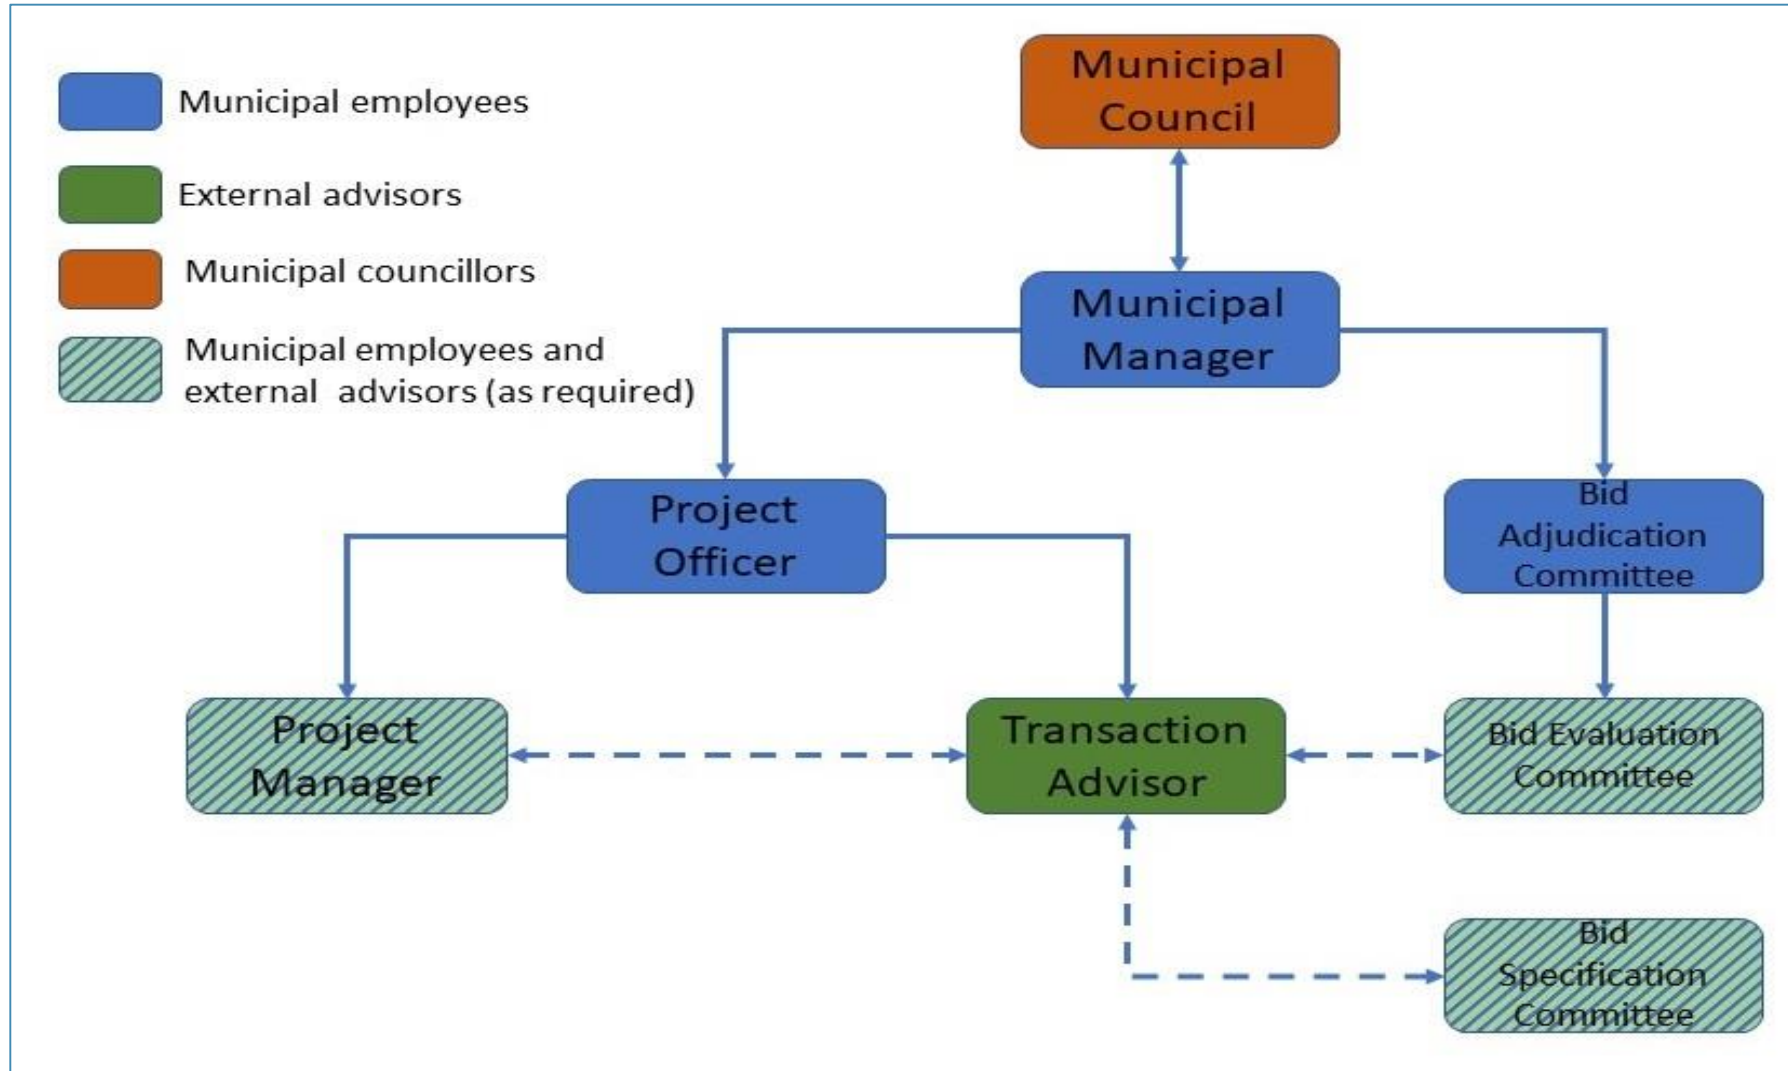 Municipal employees
External advisors
Municipal councillors
Municipal employees and
external advisors (as required)
Municipal
Council
Municipal
Manager
Project
Officer
Bid
Adjudication
Committee
Project
Manager
Transaction
Advisor
Bid Evaluation
Committee
Bid
Specification
Committee